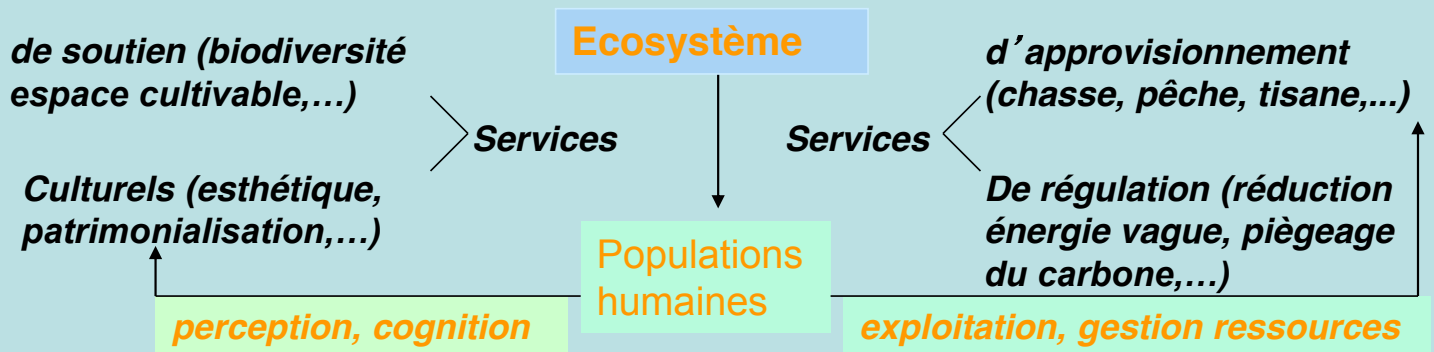 Ecosystème
de soutien (biodiversité
espace cultivable,…)
Services
Culturels (esthétique,
patrimonialisation,…)
d’approvisionnement
(chasse, pêche, tisane,...)
Services
De régulation (réduction
énergie vague, piègeage
du carbone,…)
Populations
humaines
perception, cognition
exploitation, gestion ressources